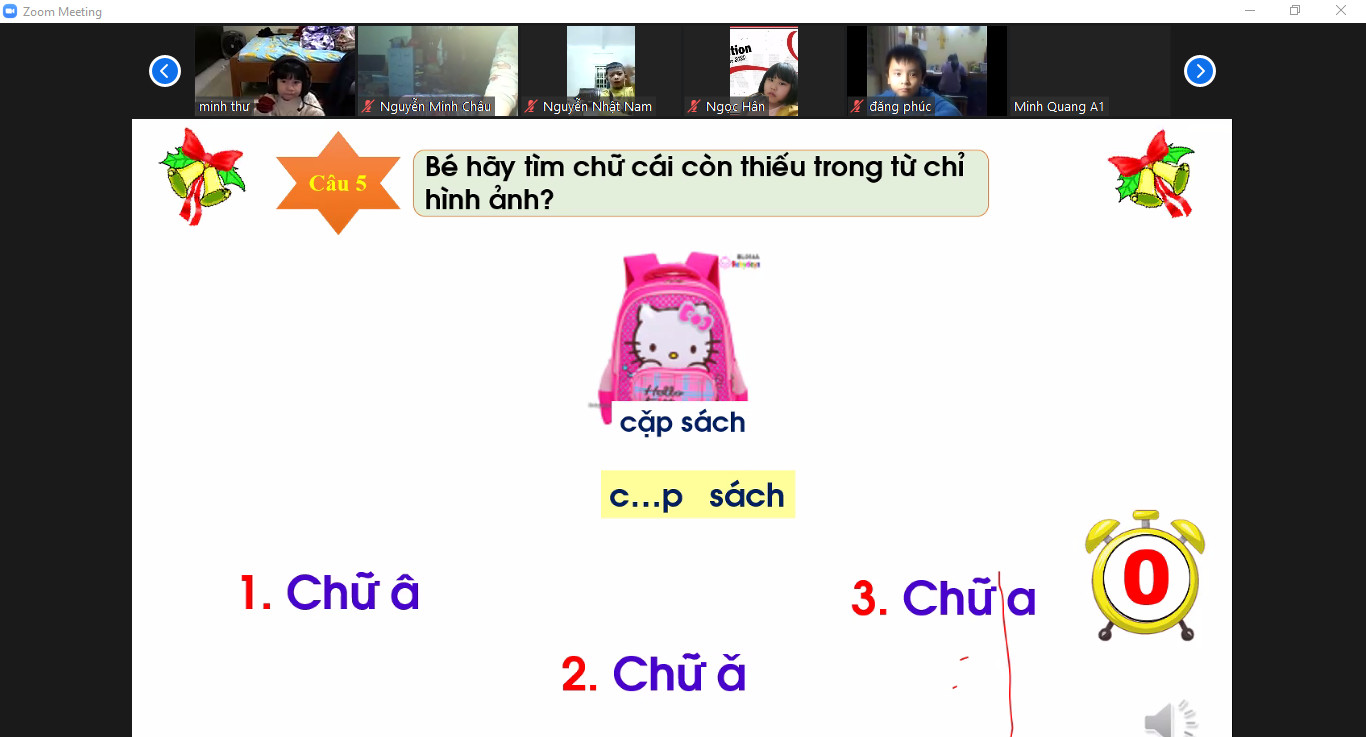 Zoom Meeting
minh thư
Nguyễn Minh Châu
Nguyễn Nhật Nam
Ngọc Hân
đăng phúc
Minh Quang A1
Câu 5
Bé hãy tìm chữ cái còn thiếu trong từ chỉ
hình ảnh?
Hello
cặp sách
c...p sách
1. Chữ â
3. Chữ a
0
2. Chữ ă